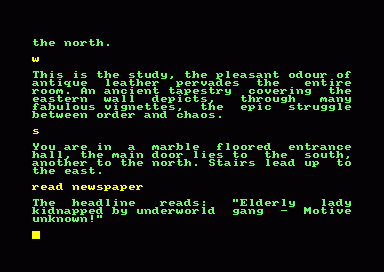 the north.
w
This is the study, the pleasant odour of
antique leather pervades the entire
room. An ancient tapestry covering the
eastern wall depicts, through many
fabulous vignettes, the epic struggle
between order and chaos.
s
You are in a marble floored entrance
hall, the main door lies to the south,
another to the north. Stairs lead up to
the east.
read newspaper
The headline reads: "Elderly lady
kidnapped by underworld gang - Motive
unknown!"